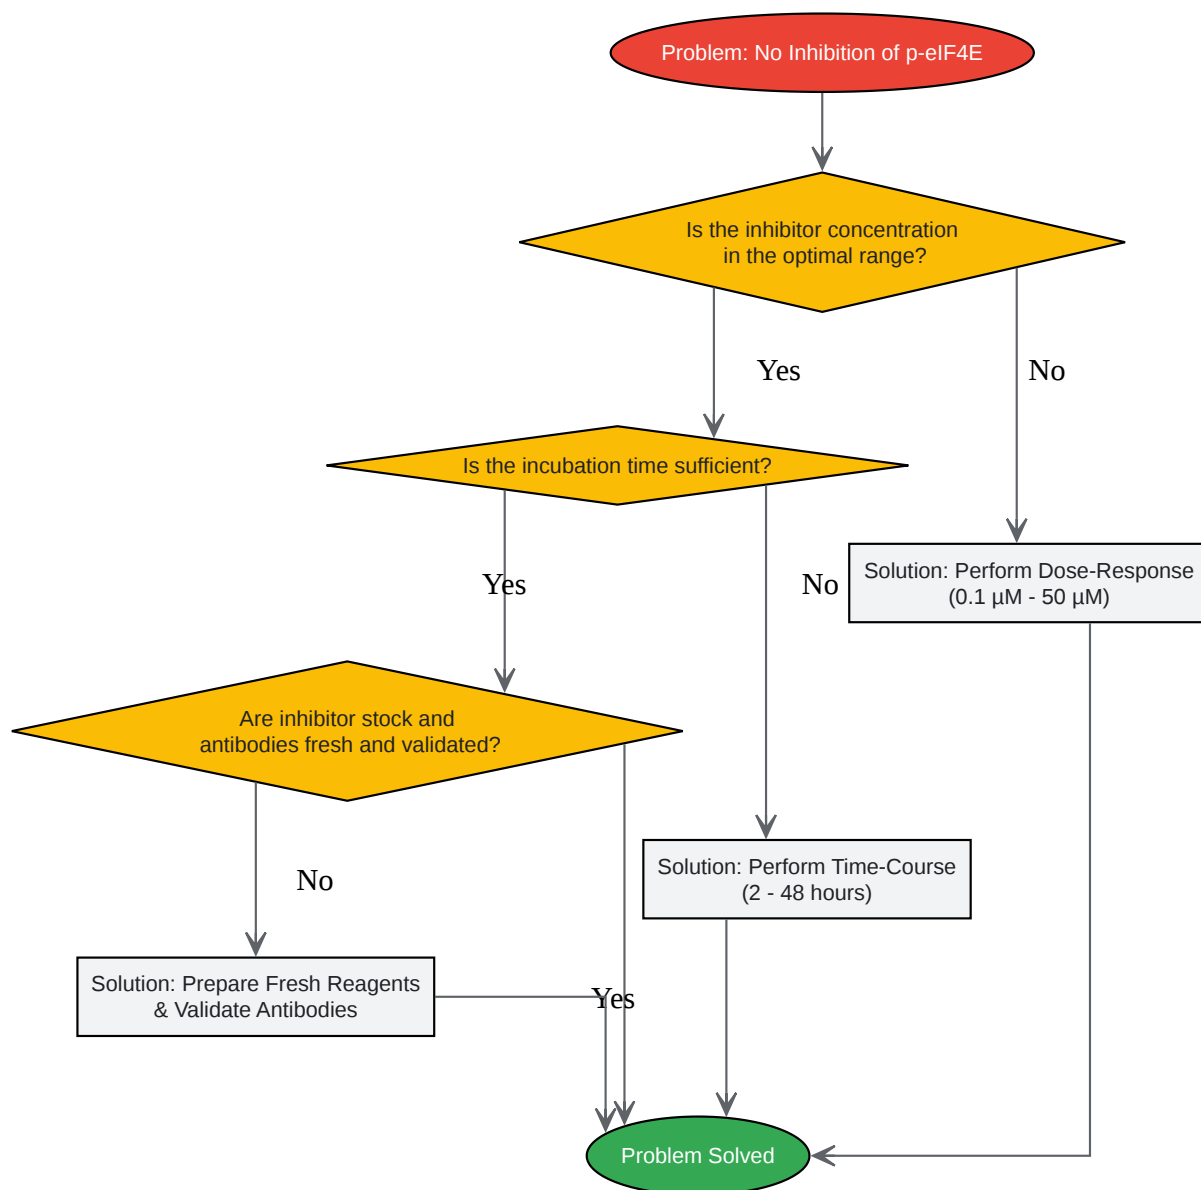 Problem: No Inhibition of p-eIF4E
Is the inhibitor concentration
in the optimal range?
Yes
No
Is the incubation time sufficient?
Yes
No
Solution: Perform Dose-Response
(0.1 µM - 50 µM)
Are inhibitor stock and
antibodies fresh and validated?
No
Solution: Perform Time-Course
(2 - 48 hours)
Solution: Prepare Fresh Reagents
& Validate Antibodies
Yes
Problem Solved